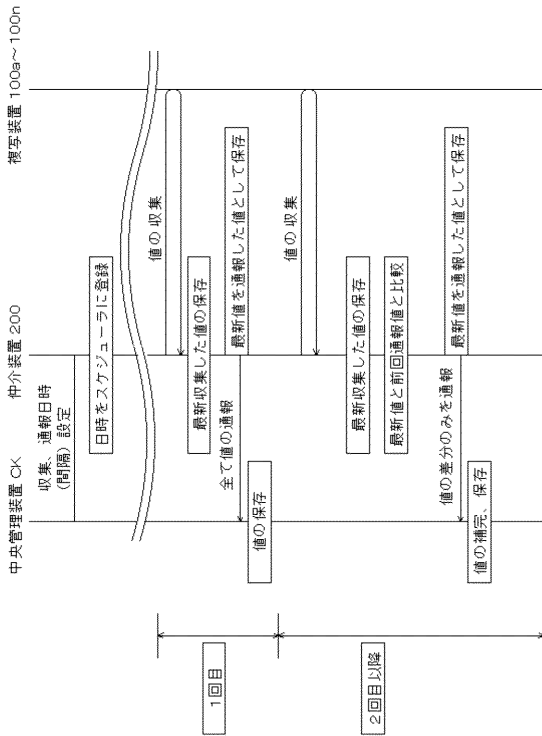 中央管理装置 CK
仲介装置 200
複写装置 100a～100n
収集、通報日時
(間隔) 設定
日時をスケジューラに登録
1回目
値の収集
最新収集した値の保存
全て値の通報
最新値を通報した値として保存
値の保存
2回目以降
値の収集
最新収集した値の保存
最新値と前回通報値と比較
値の差分のみを通報
最新値を通報した値として保存
値の補完、保存